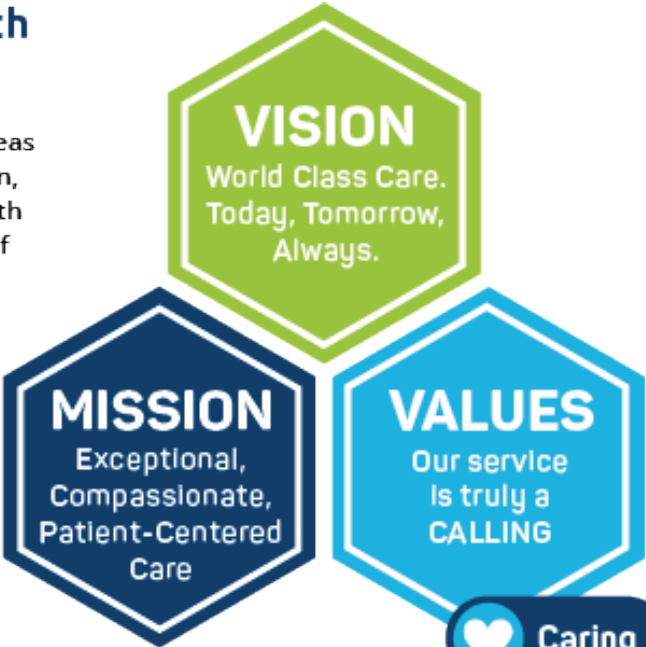 VISION
World Class Care.
Today, Tomorrow,
Always.
MISSION
Exceptional,
Compassionate,
Patient-Centered
Care
VALUES
Our service
is truly a
CALLING
Caring